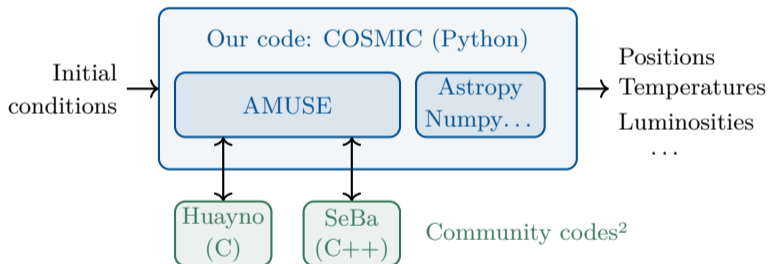 Our code: COSMIC (Python)
Initial
conditions
AMUSE
Astropy
Numpy...
Positions
Temperatures
Luminosities
...
Huayno
(C)
SeBa
(C++)
Community codes²